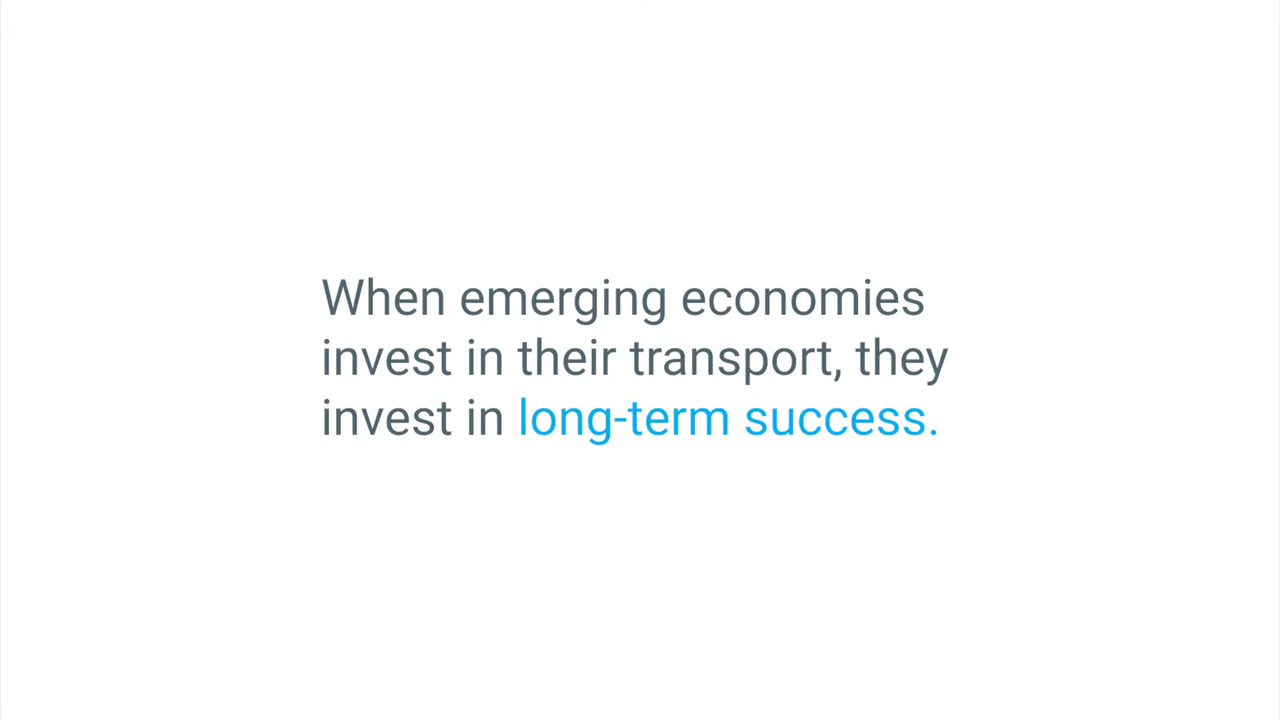 When emerging economies
invest in their transport, they
invest in long-term success.